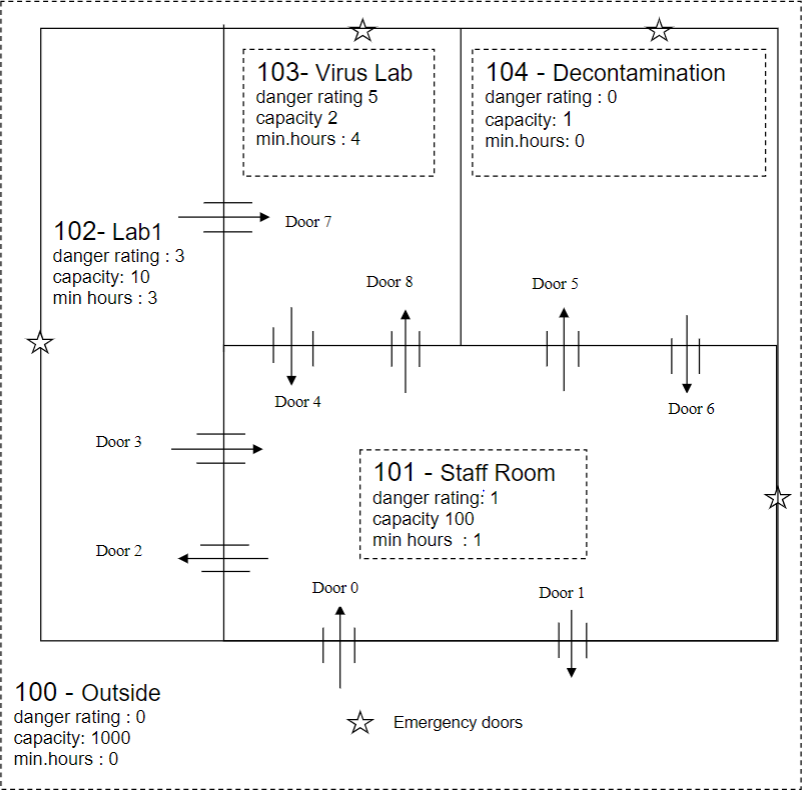 103- Virus Lab
danger rating 5
capacity 2
min.hours : 4
104 - Decontamination
danger rating : 0
capacity: 1
min.hours: 0
Door 7
102- Lab1
danger rating : 3
capacity: 10
min hours : 3
Door 8
Door 5
Door 4
Door 6
Door 3
101 - Staff Room
danger rating: 1
capacity 100
min hours : 1
Door 2
Door 0
Door 1
100 - Outside
danger rating : 0
capacity: 1000
min.hours : 0
Emergency doors